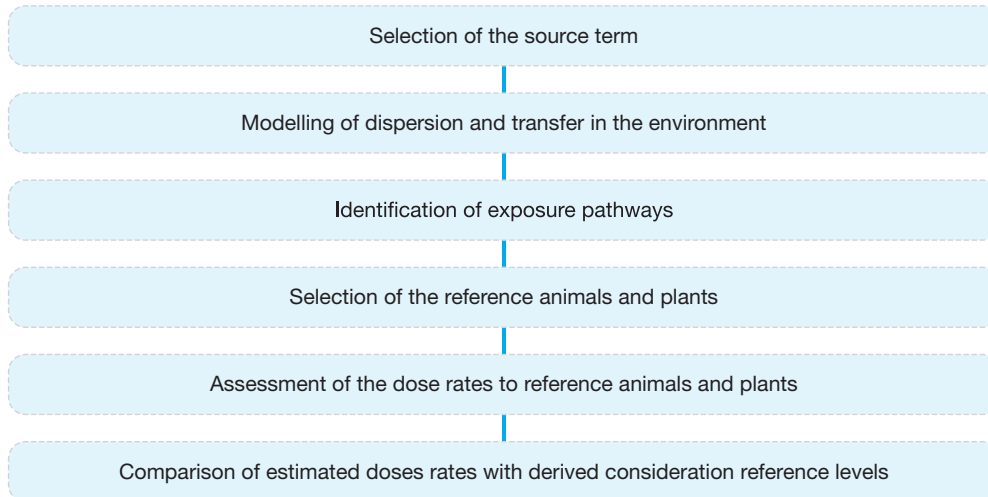 Selection of the source term
Modelling of dispersion and transfer in the environment
Identification of exposure pathways
Selection of the reference animals and plants
Assessment of the dose rates to reference animals and plants
Comparison of estimated doses rates with derived consideration reference levels